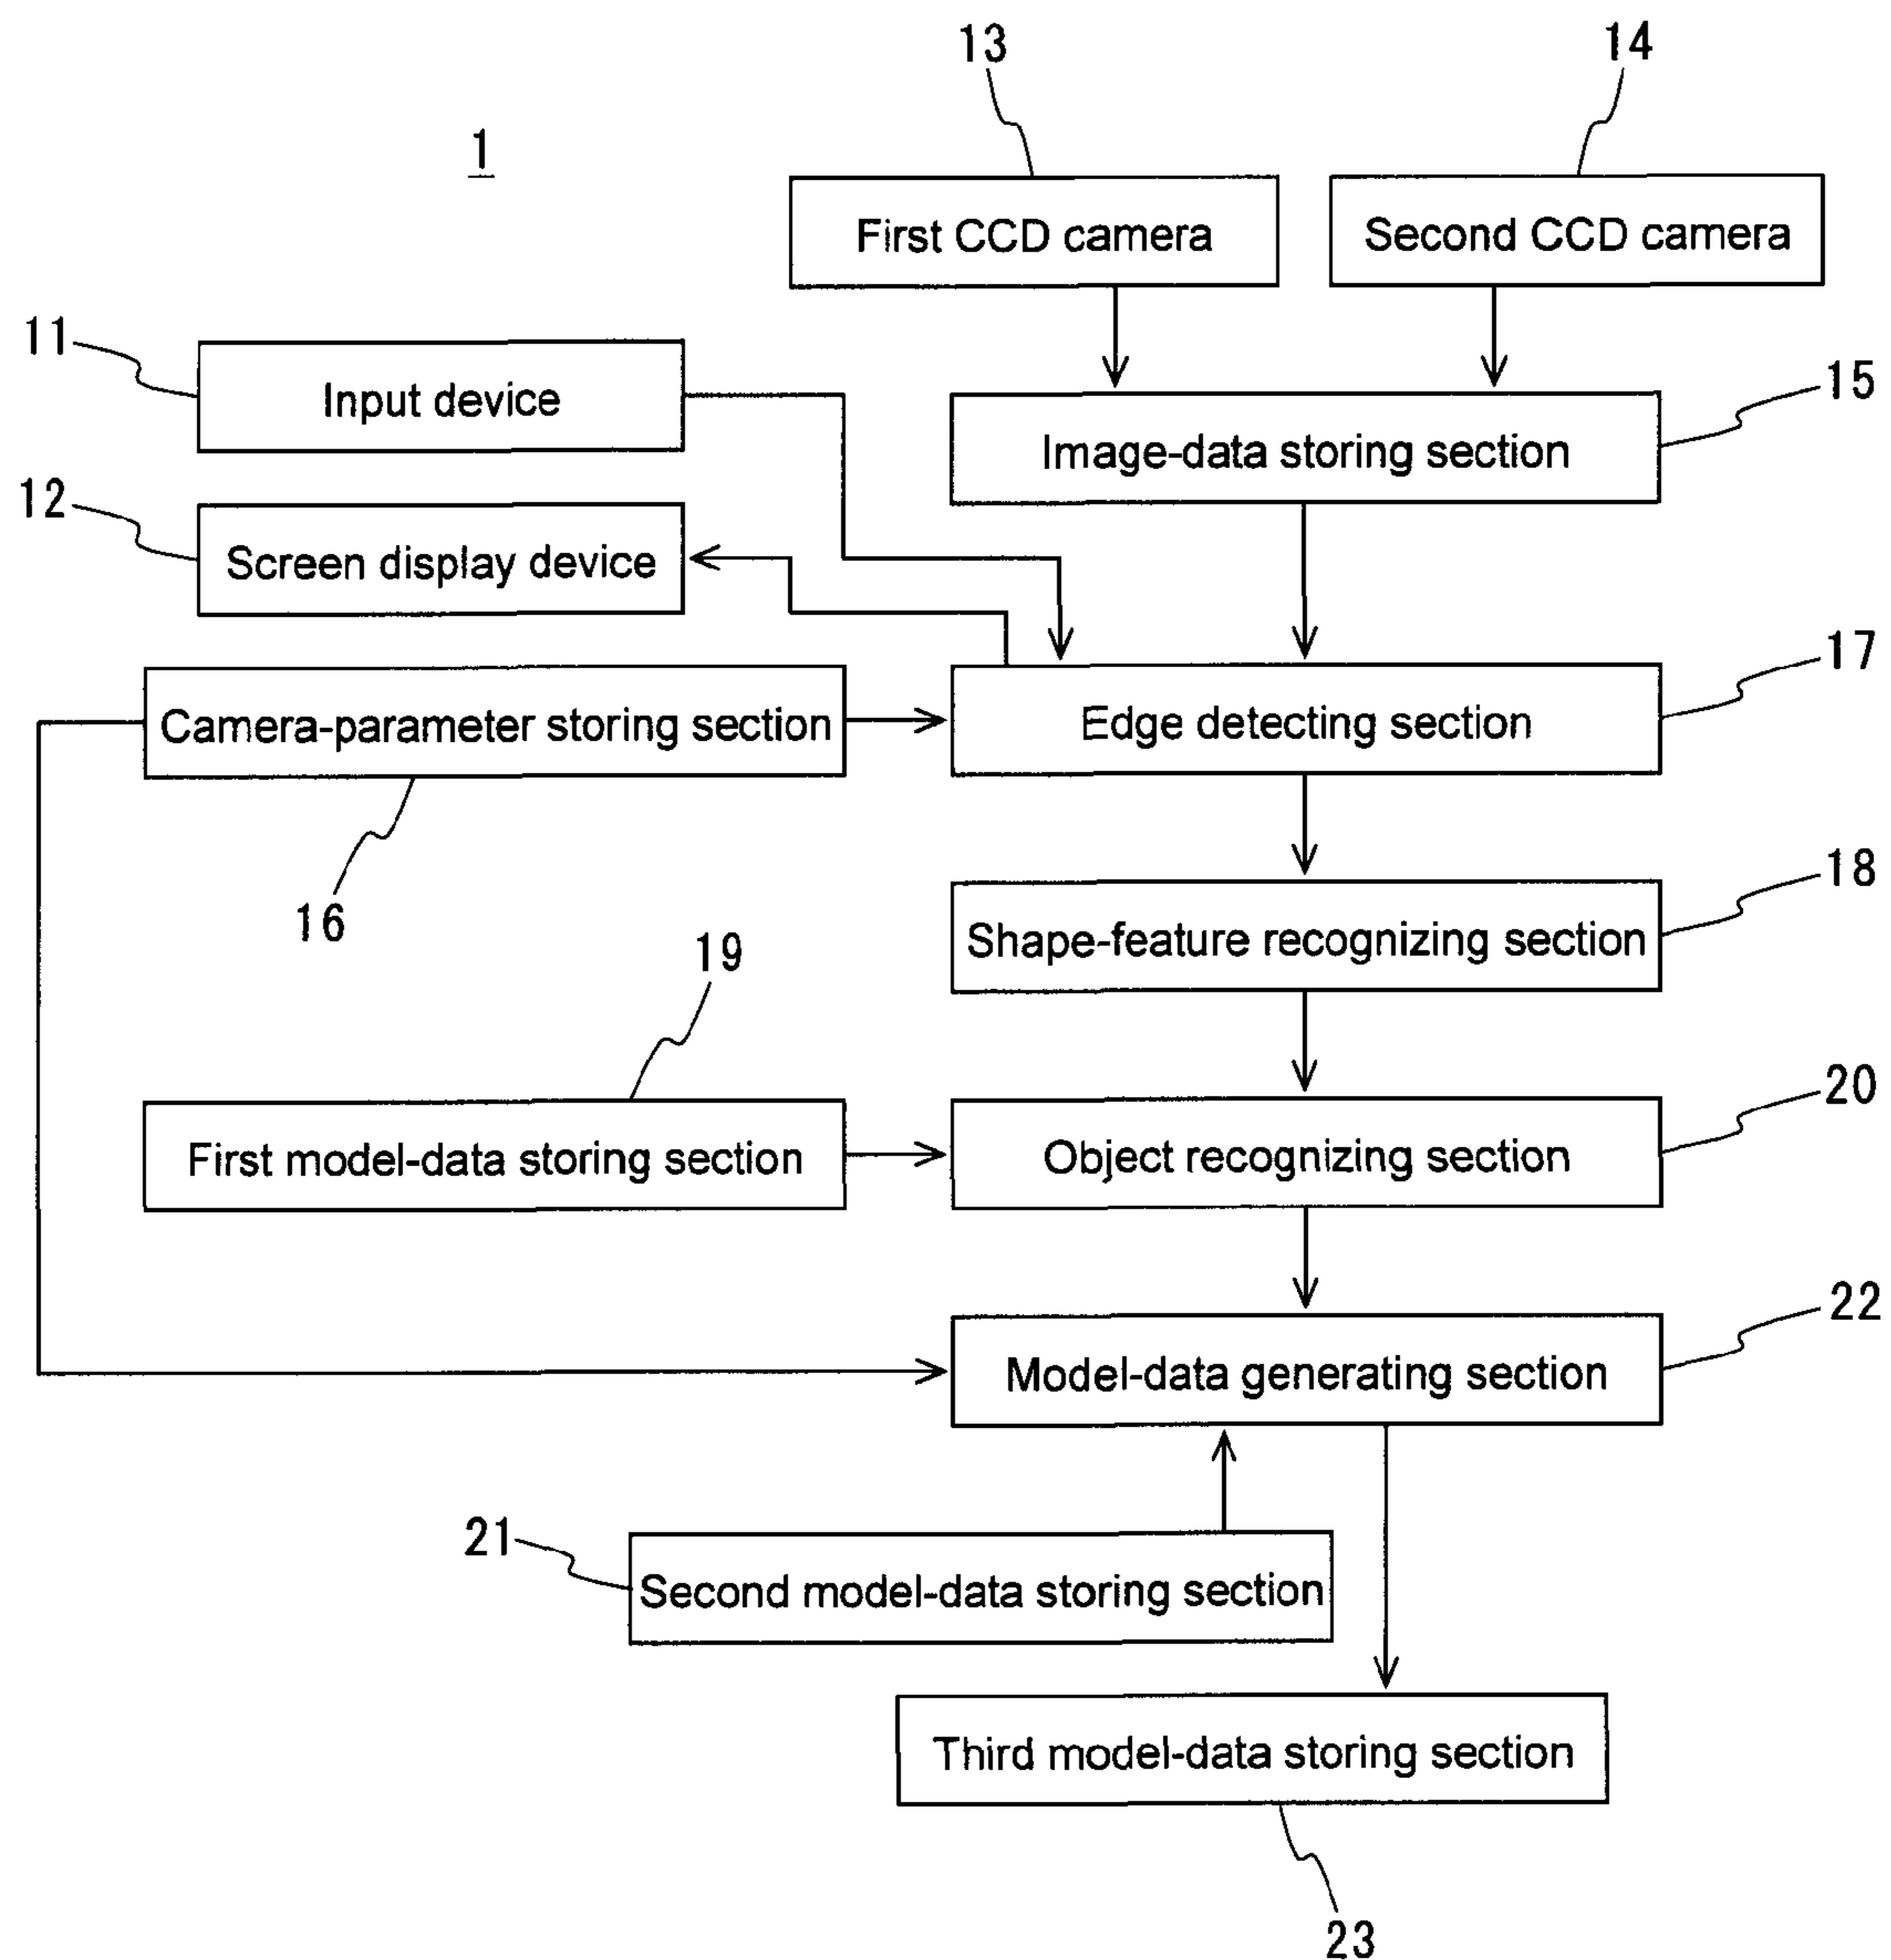 13
14
1
First CCD camera
Second CCD camera
11
Input device
15
Image-data storing section
12
Screen display device
17
Camera-parameter storing section
Edge detecting section
16
18
Shape-feature recognizing section
19
20
First model-data storing section
Object recognizing section
22
Model-data generating section
21
Second model-data storing section
Third model-data storing section
23